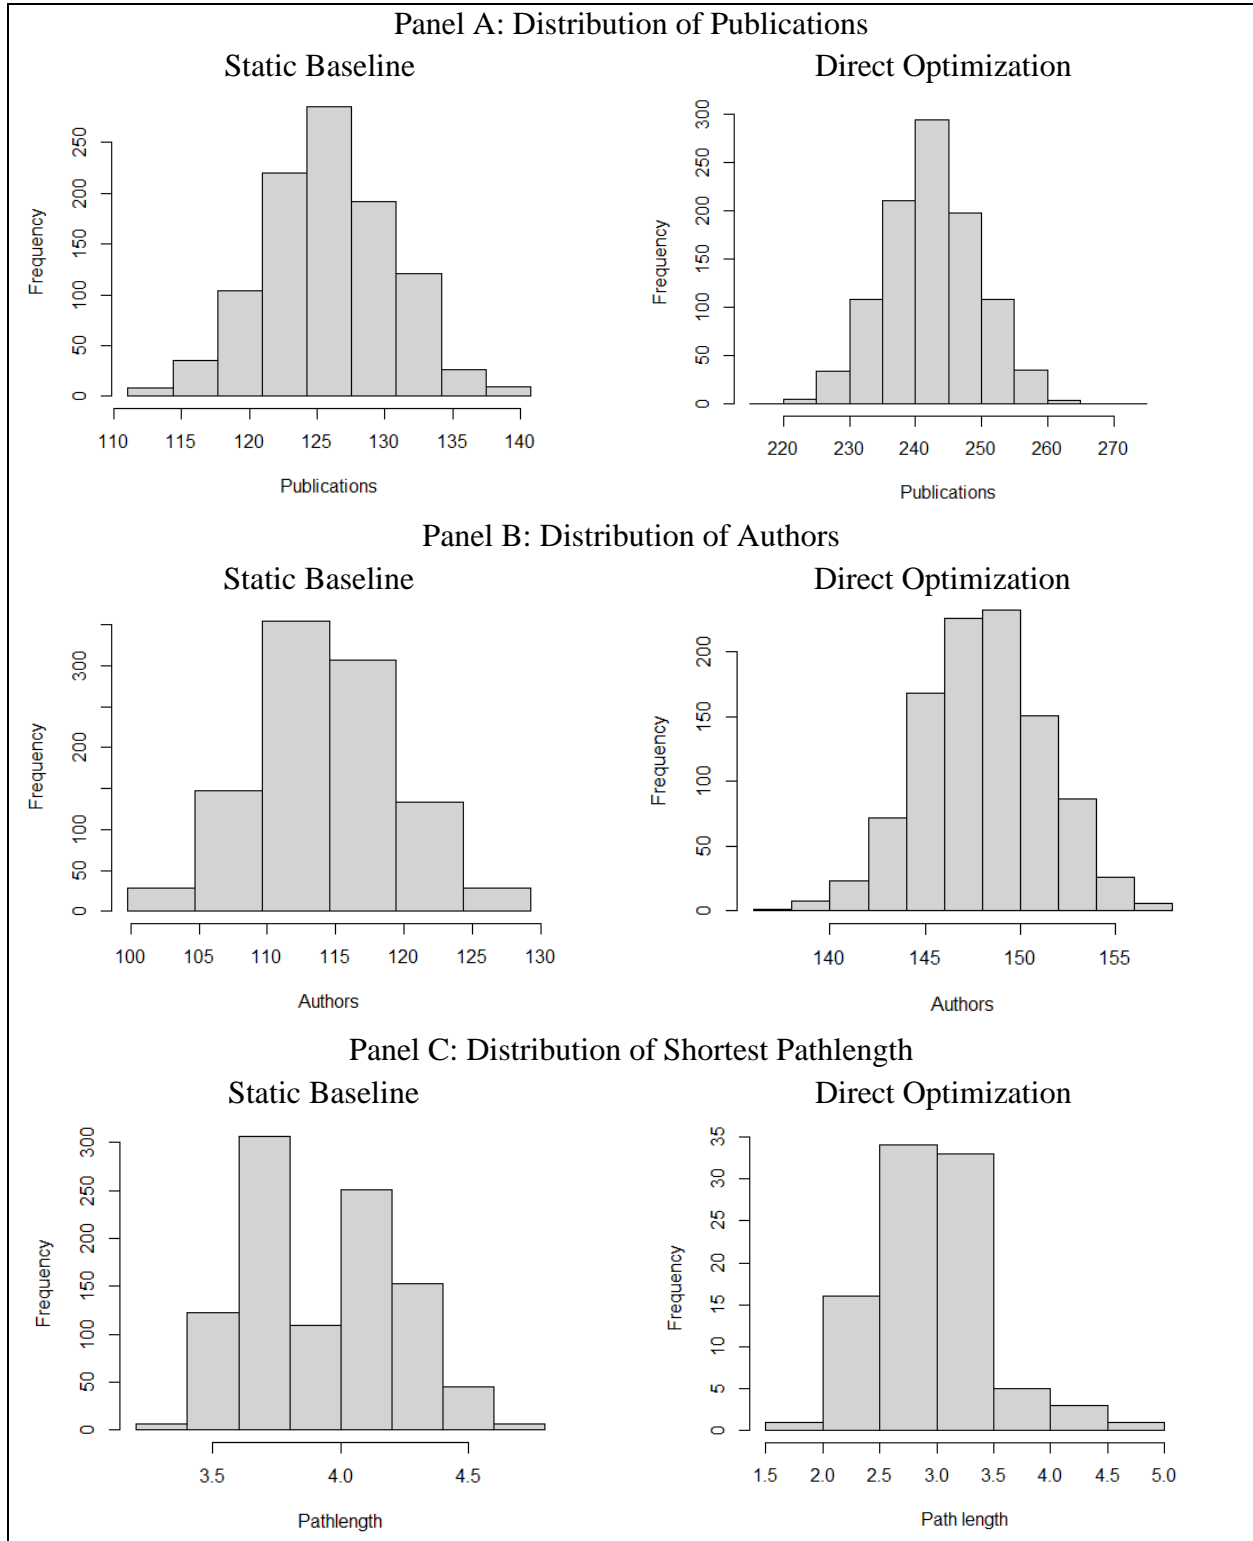 Panel A: Distribution of Publications
Static Baseline Direct Optimization
Frequency
0 50 100 150 200 250
110 115 120 125 130 135 140
Publications
Frequency
0 50 100 150 200 250 300
220 230 240 250 260 270
Publications
Panel B: Distribution of Authors
Static Baseline Direct Optimization
Frequency
0 50 100 200 300
100 105 110 115 120 125 130
Authors
Frequency
0 50 100 150 200
140 145 150 155
Authors
Panel C: Distribution of Shortest Pathlength
Static Baseline Direct Optimization
Frequency
0 50 100 150 200 250 300
3.5 4.0 4.5
Pathlength
Frequency
0 5 10 15 20 25 30 35
1.5 2.0 2.5 3.0 3.5 4.0 4.5 5.0
Path length